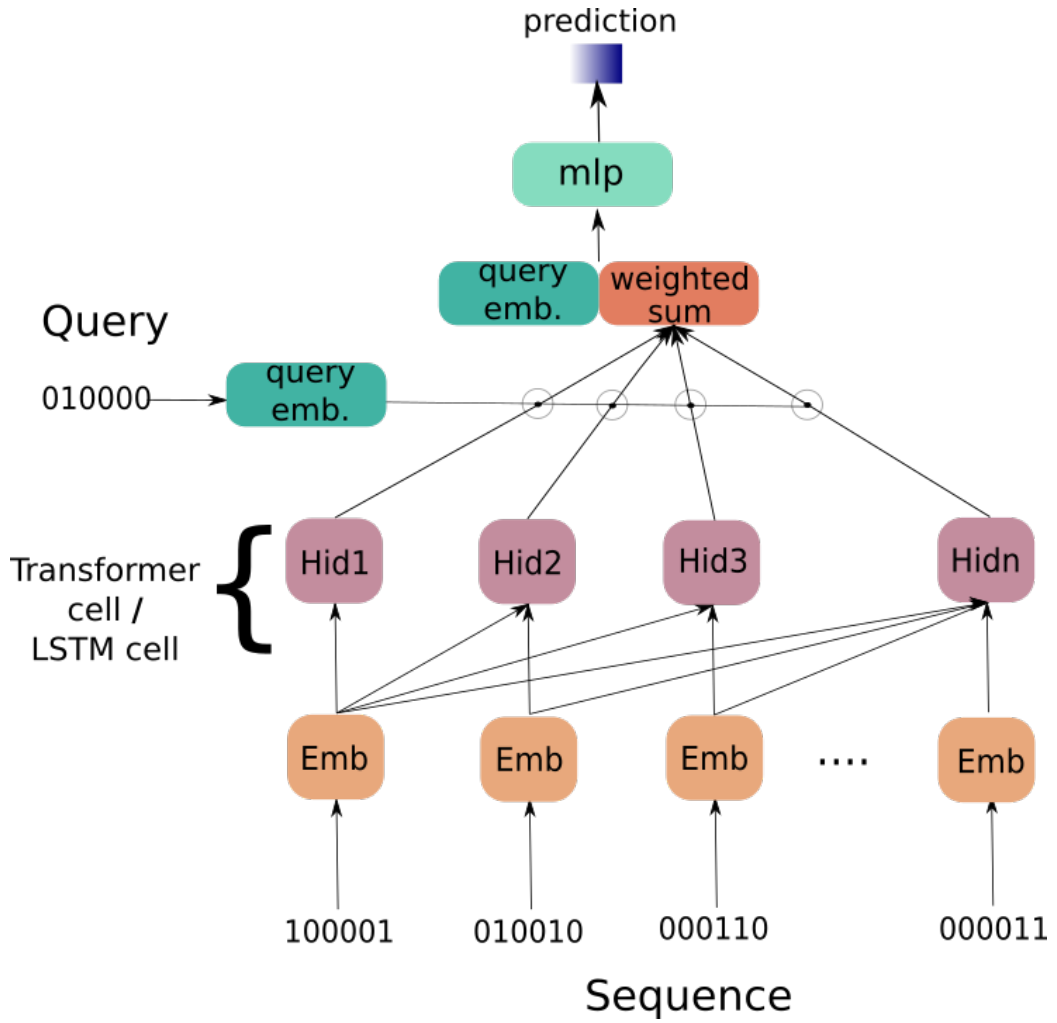 prediction
mlp
query
emb.
weighted
sum
Query
010000
query
emb.
Transformer
cell /
LSTM cell
{
Hid1
Hid2
Hid3
Hidn
Emb
Emb
Emb
....
Emb
100001
010010
000110
000011
Sequence